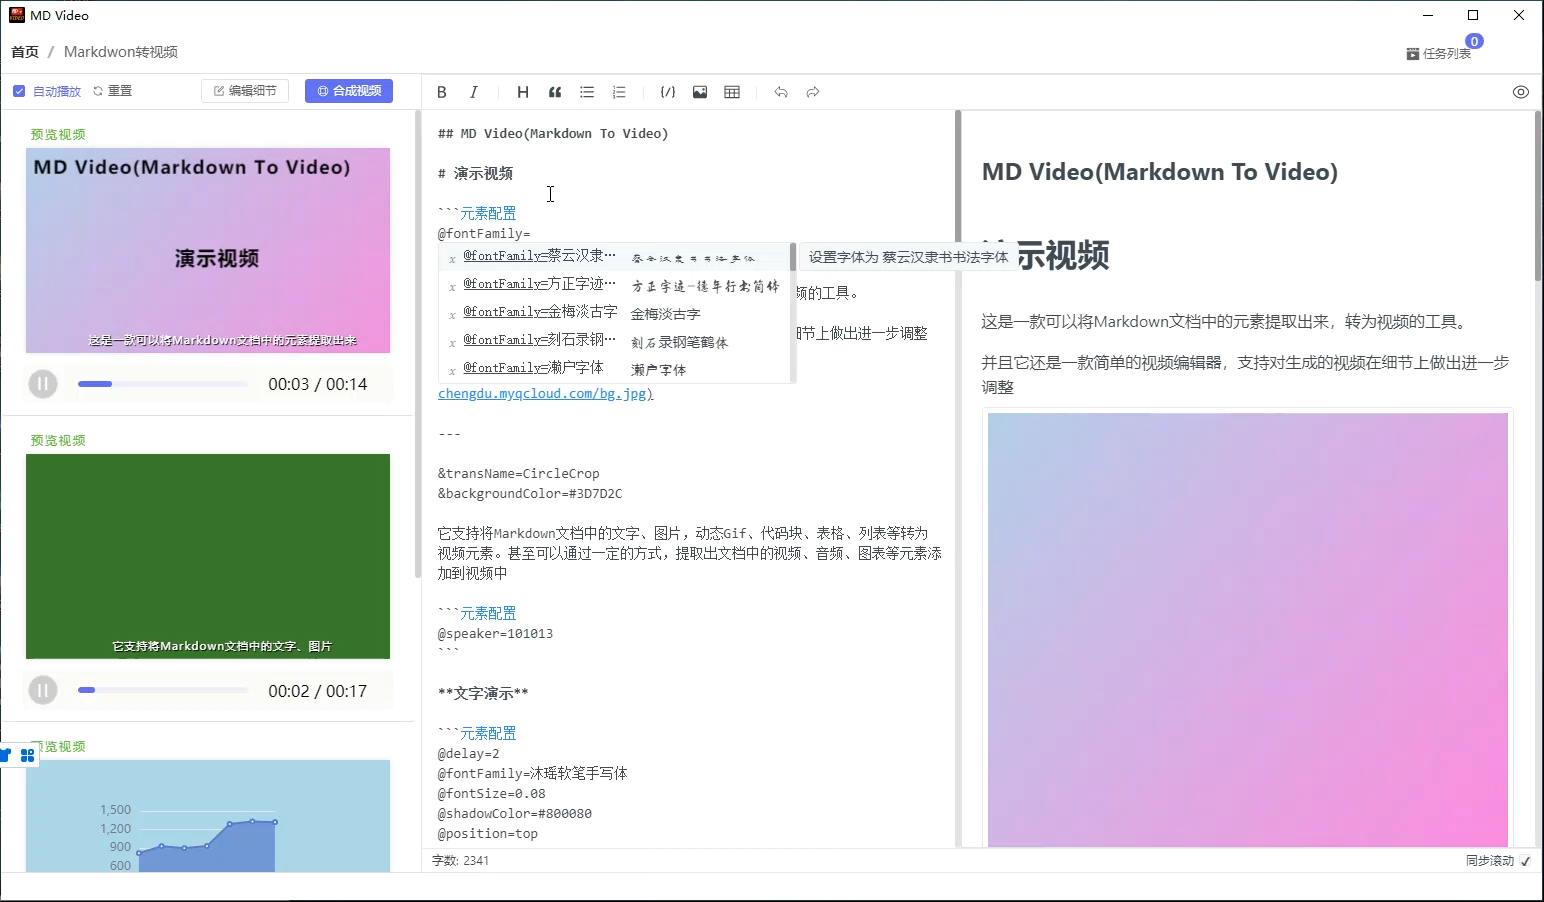 MD Video
首页 / Markdwon转视频
任务列表
0
自动播放
重置
编辑细节
合成视频
预览视频
MD Video(Markdown To Video)
演示视频
这是一款可以将Markdown文档中的元素提取出来
00:03 / 00:14
预览视频
它支持将Markdown文档中的文字、图片
00:02 / 00:17
预览视频
1,500
1,200
900
600
B I H
## MD Video(Markdown To Video)
# 演示视频
```元素配置
@fontFamily=
@fontFamily=蔡云汉隶… 蔡云汉隶书书法字体
@fontFamily=方正字迹… 方正字迹-德年行书简体
@fontFamily=金梅淡古字 金梅淡古字
@fontFamily=刻石录钢… 刻石录钢笔鹤体
@fontFamily=濑户字体 濑户字体
设置字体为 蔡云汉隶书书法字体
频的工具。
细节上做出进一步调整
chengdu.myqcloud.com/bg.jpg)
---
&transName=CircleCrop
&backgroundColor=#3D7D2C
它支持将Markdown文档中的文字、图片，动态Gif、代码块、表格、列表等转为
视频元素。甚至可以通过一定的方式，提取出文档中的视频、音频、图表等元素添
加到视频中
```元素配置
@speaker=101013
```
**文字演示**
```元素配置
@delay=2
@fontFamily=沐瑶软笔手写体
@fontSize=0.08
@shadowColor=#800080
@position=top
字数: 2341
MD Video(Markdown To Video)
演示视频
这是一款可以将Markdown文档中的元素提取出来，转为视频的工具。
并且它还是一款简单的视频编辑器，支持对生成的视频在细节上做出进一步
调整
同步滚动